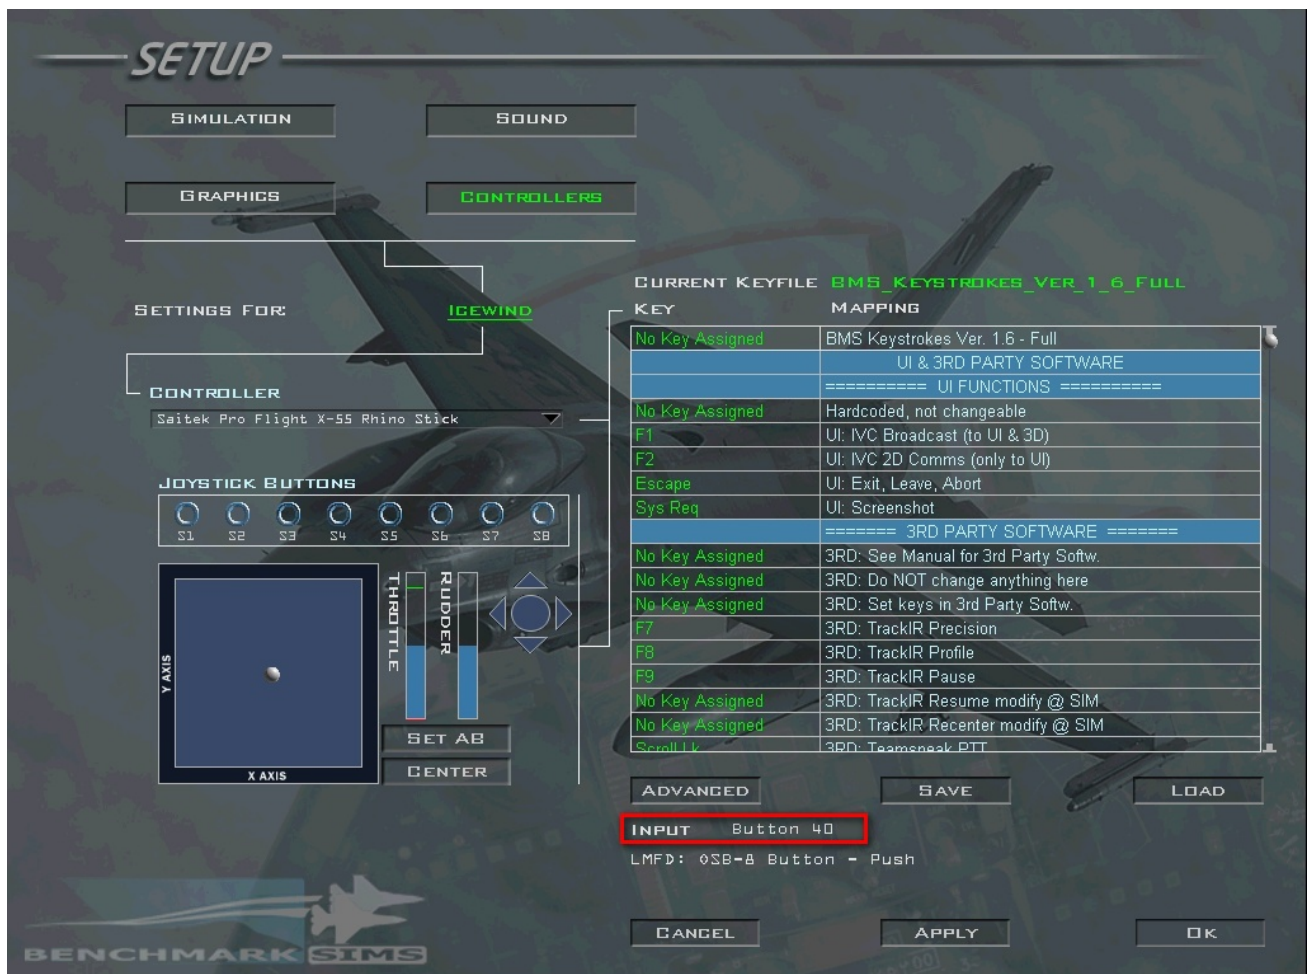 SETUP
SIMULATION
SOUND
GRAPHICS
CONTROLLERS
SETTINGS FOR: ICEWIND
CONTROLLER
Saitek Pro Flight X-55 Rhino Stick
JOYSTICK BUTTONS
S1 S2 S3 S4 S5 S6 S7 S8
THROTTLE
RUDDER
Y AXIS
X AXIS
SET AB
CENTER
CURRENT KEYFILE BMS_KEYSTROKES_VER_1_6_FULL
KEY MAPPING
No Key Assigned BMS Keystrokes Ver. 1.6 - Full
UI & 3RD PARTY SOFTWARE
========== UI FUNCTIONS ==========
No Key Assigned Hardcoded, not changeable
F1 UI: IVC Broadcast (to UI & 3D)
F2 UI: IVC 2D Comms (only to UI)
Escape UI: Exit, Leave, Abort
Sys Req UI: Screenshot
======= 3RD PARTY SOFTWARE =======
No Key Assigned 3RD: See Manual for 3rd Party Softw.
No Key Assigned 3RD: Do NOT change anything here
No Key Assigned 3RD: Set keys in 3rd Party Softw.
F7 3RD: TrackIR Precision
F8 3RD: TrackIR Profile
F9 3RD: TrackIR Pause
No Key Assigned 3RD: TrackIR Resume modify @ SIM
No Key Assigned 3RD: TrackIR Recenter modify @ SIM
Scroll Lk 3RD: Teamspeak PTT
ADVANCED
SAVE
LOAD
INPUT Button 40
LMFD: OSB-8 Button - Push
CANCEL
APPLY
OK
BENCHMARK SIMS